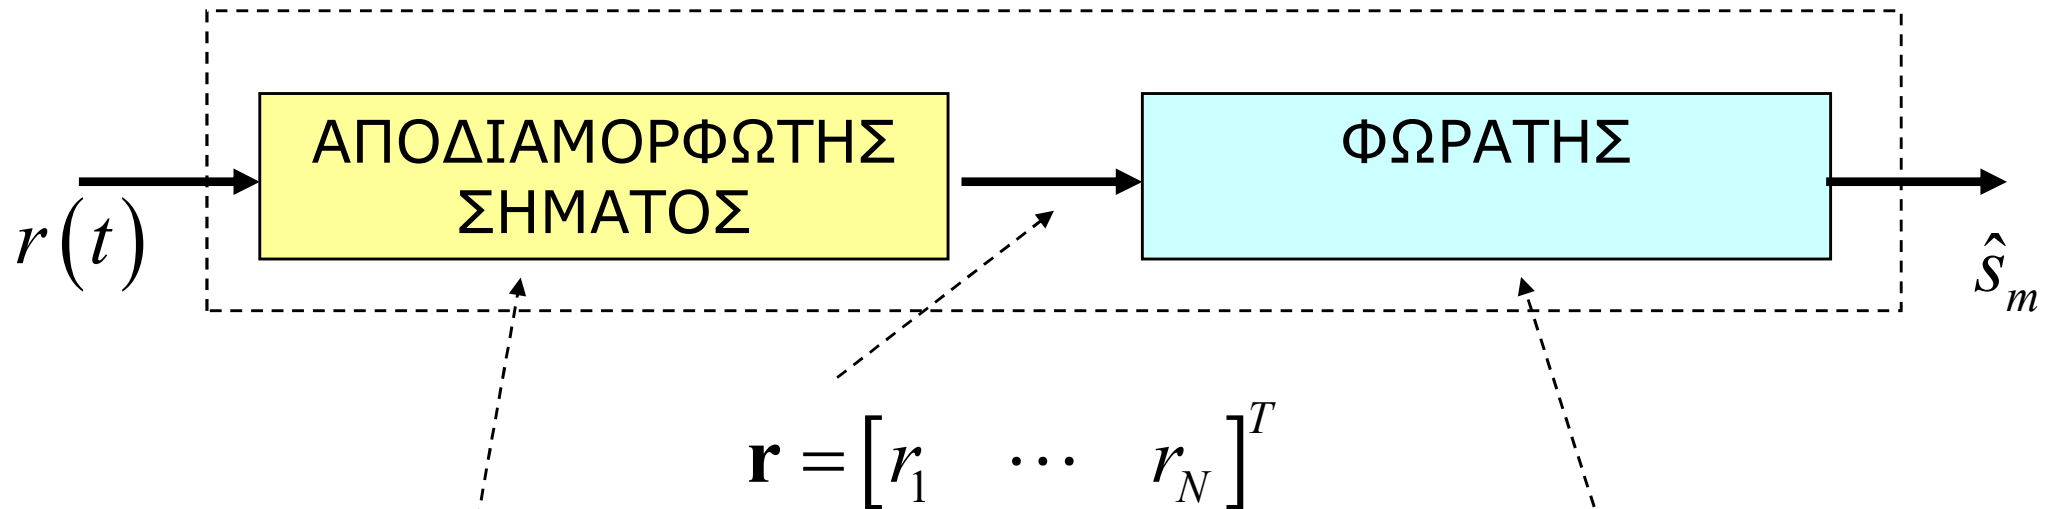 ΑΠΟΔΙΑΜΟΡΦΩΤΗΣ
ΣΗΜΑΤΟΣ
ΦΩΡΑΤΗΣ
r(t)
ŝ_m
𝐫 = [r_1 ⋯ r_N]^T